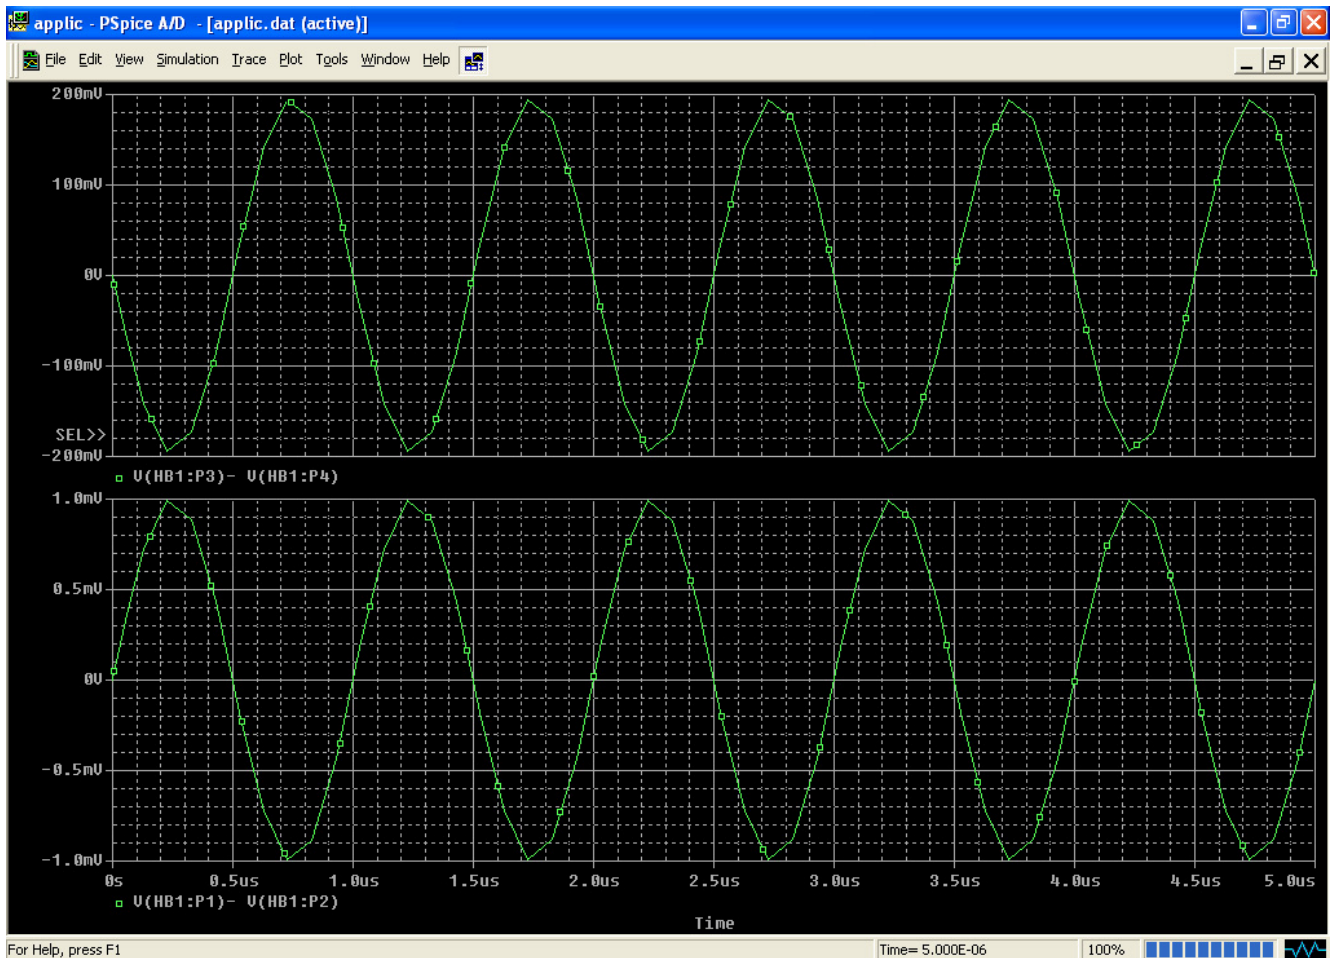 applic - PSpice A/D - [applic.dat (active)]
File Edit View Simulation Trace Plot Tools Window Help
200mV
100mV
0V
-100mV
SEL>>
-200mV
V(HB1:P3)- V(HB1:P4)
1.0mV
0.5mV
0V
-0.5mV
-1.0mV
0s 0.5us 1.0us 1.5us 2.0us 2.5us 3.0us 3.5us 4.0us 4.5us 5.0us
V(HB1:P1)- V(HB1:P2)
Time
For Help, press F1 Time= 5.000E-06 100%